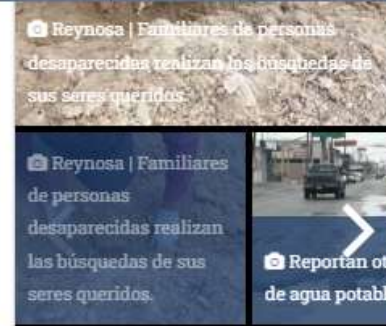 Reynosa | Familiares de personas
desaparecidas realizan las búsquedas de
sus seres queridos.
Reynosa | Familiares
de personas
desaparecidas realizan
las búsquedas de sus
seres queridos.
Reportan ot
de agua potabl